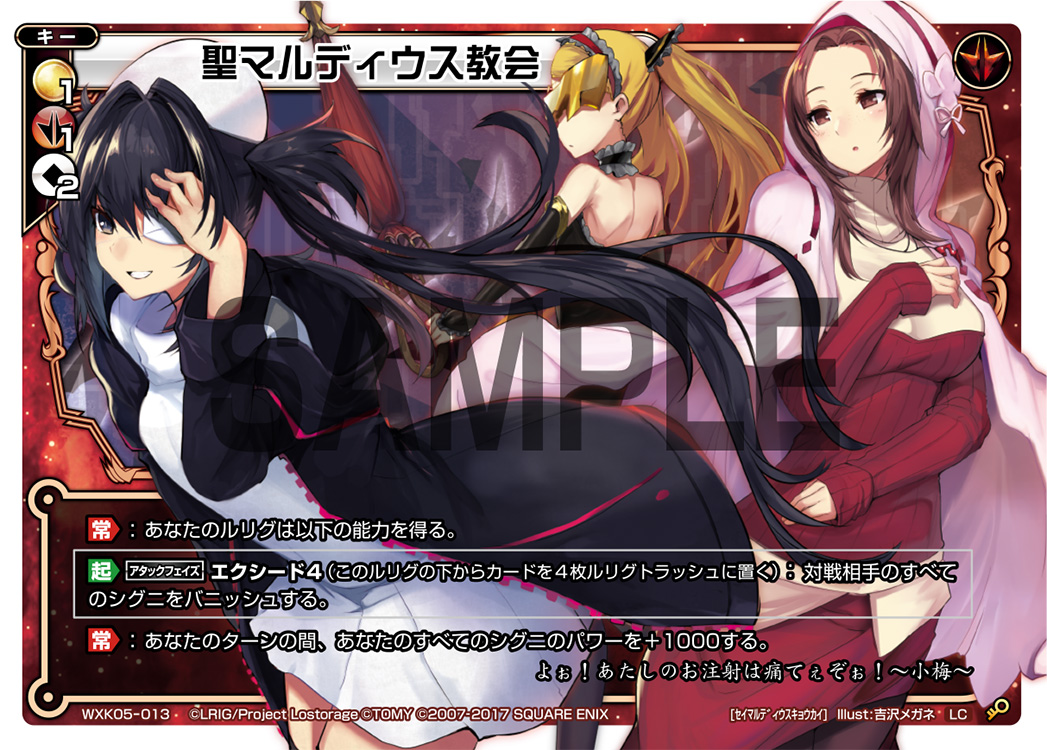 キー
聖マルディウス教会
1
1
2
SAMPLE
常：あなたのルリグは以下の能力を得る。
起 アタックフェイズ エクシード４（このルリグの下からカードを４枚ルリグトラッシュに置く）：対戦相手のすべて
のシグニをバニッシュする。
常：あなたのターンの間、あなたのすべてのシグニのパワーを＋1000する。
よぉ！あたしのお注射は痛てぇぞぉ！～小梅～
WXK05-013 ©LRIG/Project Lostorage ©TOMY ©2007-2017 SQUARE ENIX
[ｾｲﾏﾙﾃﾞｨｳｽｷｮｳｶｲ] Illust:吉沢メガネ LC